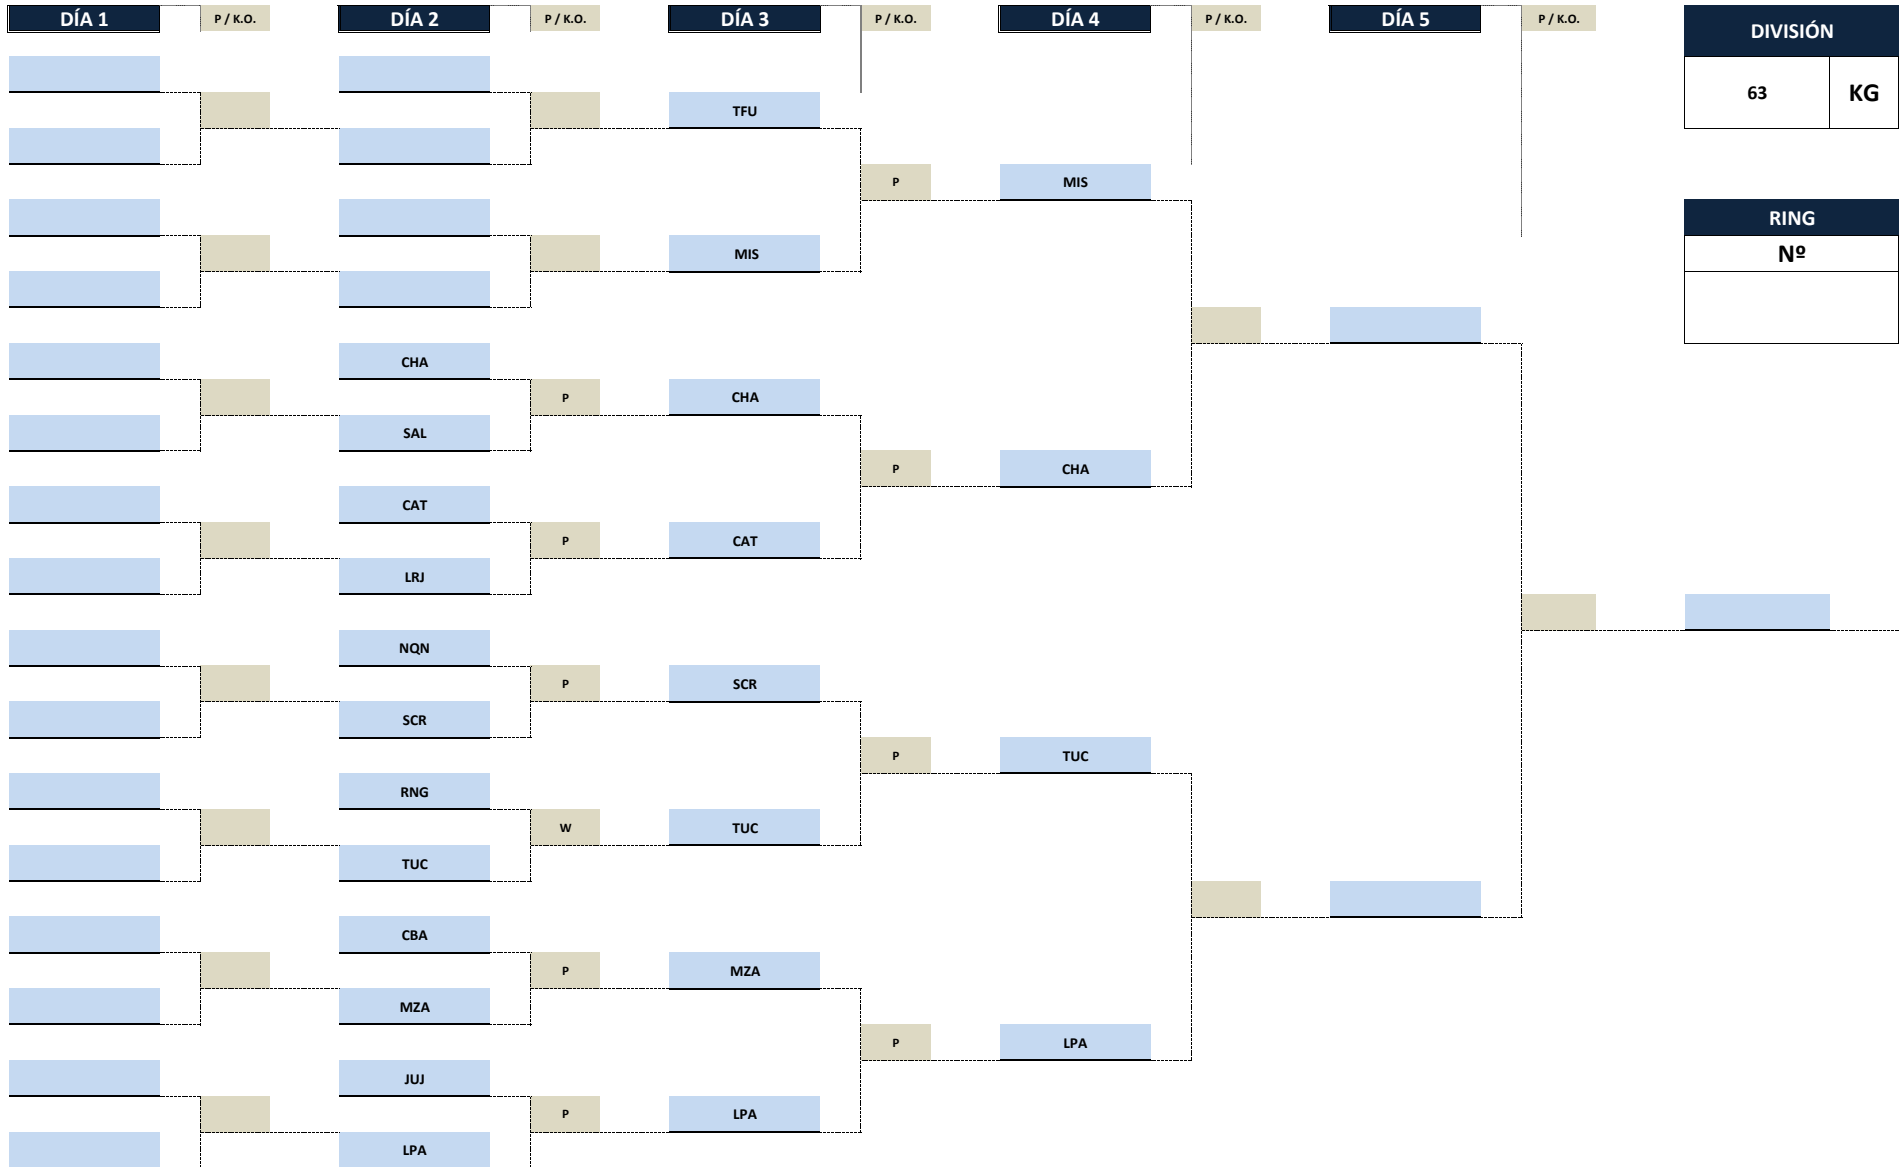 DÍA 1 P / K.O. DÍA 2 P / K.O. DÍA 3 P / K.O. DÍA 4 P / K.O. DÍA 5 P / K.O.
DIVISIÓN
63 KG
TFU
P MIS
RING
MIS
Nº
CHA
P CHA
SAL
P CHA
CAT
P CAT
LRJ
NQN
P SCR
SCR
P TUC
RNG
W TUC
TUC
CBA
P MZA
MZA
P LPA
JUJ
P LPA
LPA